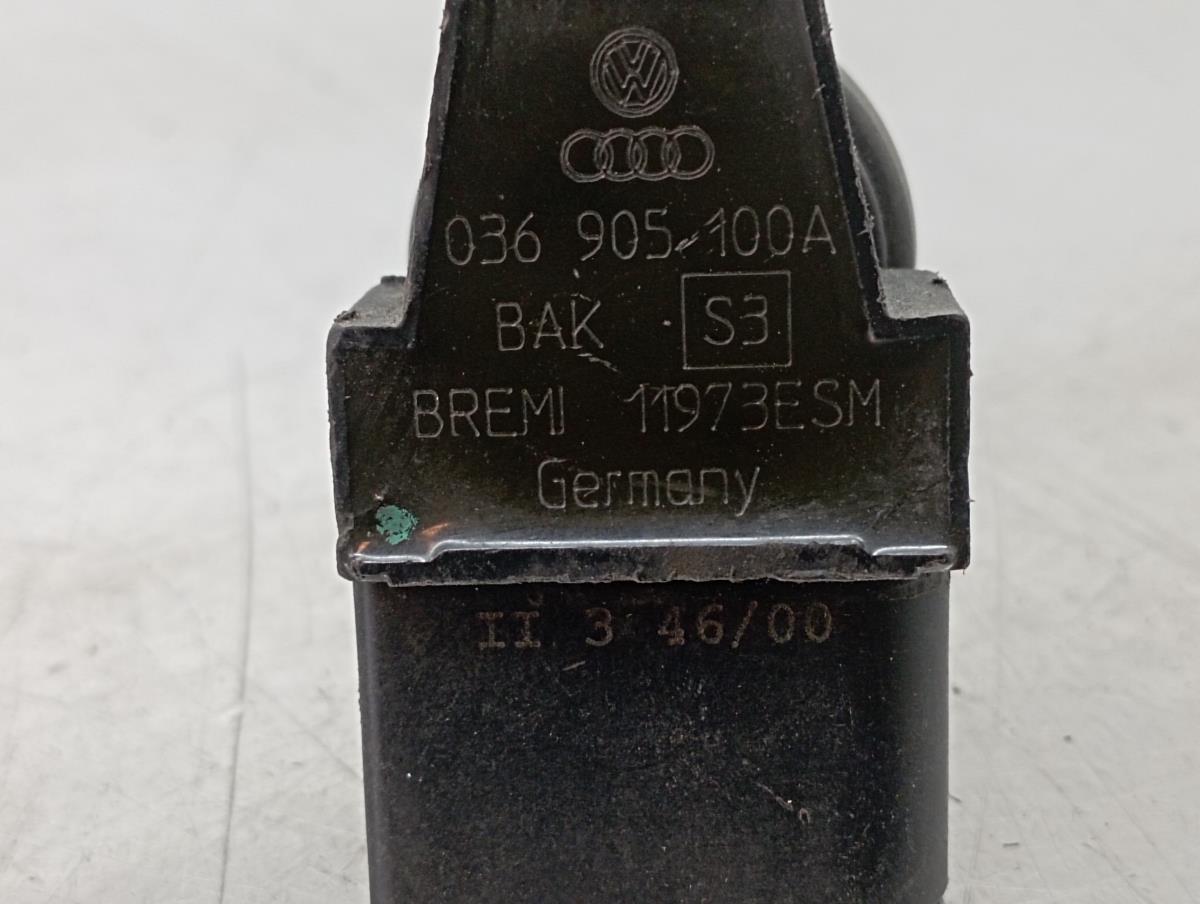 036 905 100A
BAK S3
BREMI 11973ESM
Germany
II 3 46/00